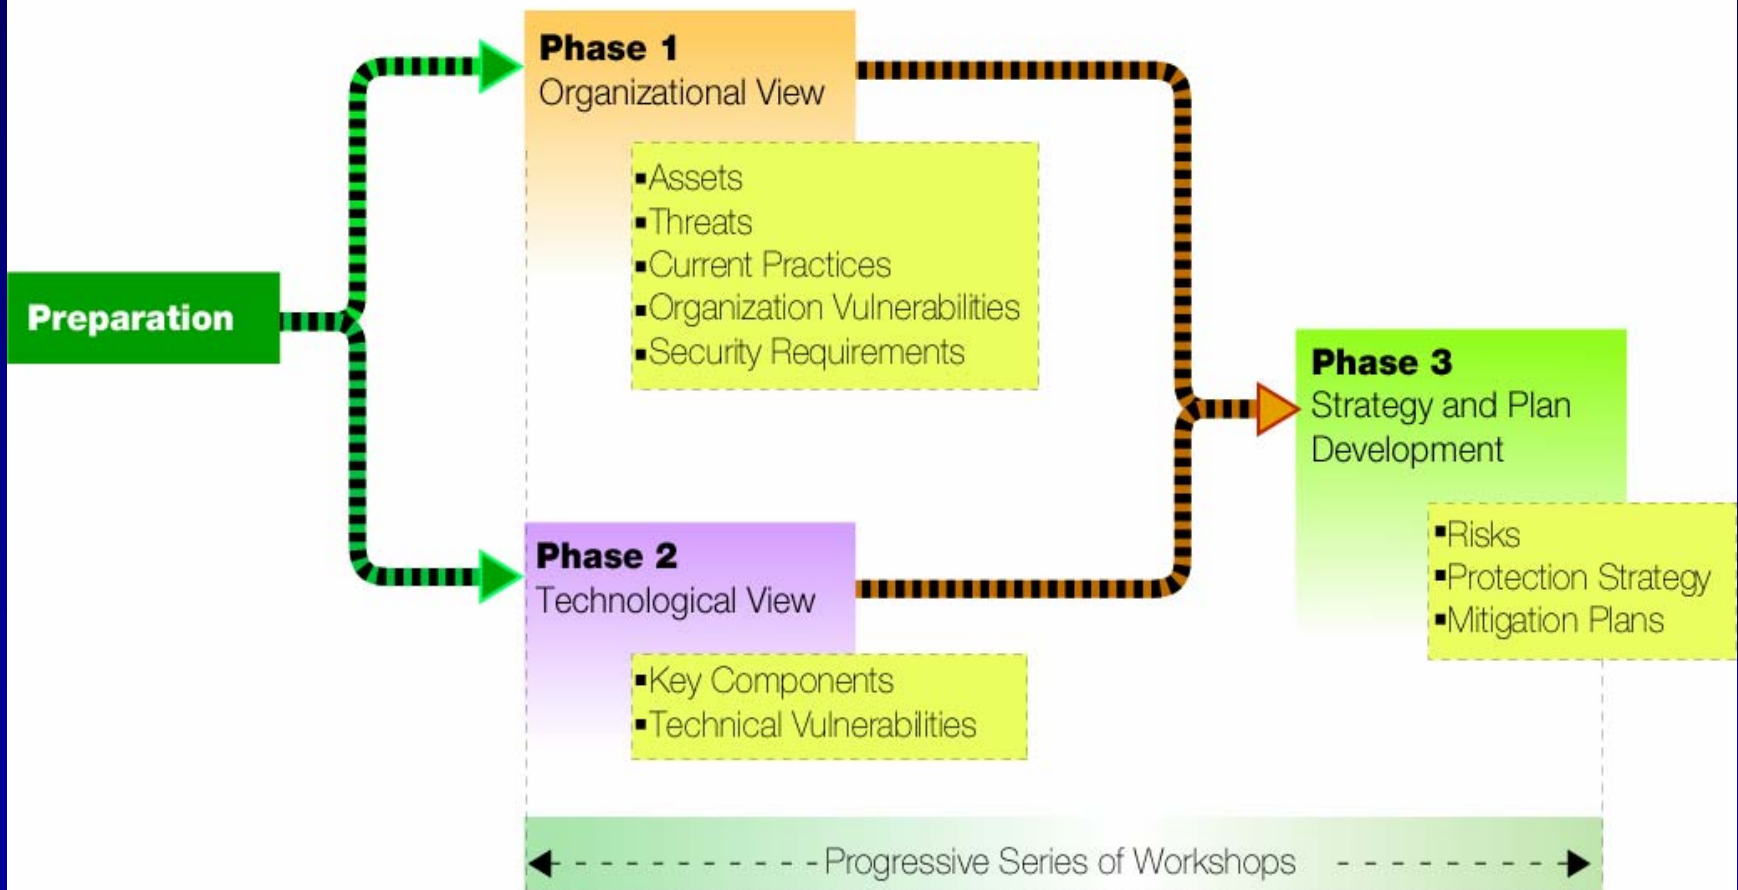 Preparation
Phase 1
Organizational View
▪Assets
▪Threats
▪Current Practices
▪Organization Vulnerabilities
▪Security Requirements
Phase 2
Technological View
▪Key Components
▪Technical Vulnerabilities
Phase 3
Strategy and Plan
Development
▪Risks
▪Protection Strategy
▪Mitigation Plans
Progressive Series of Workshops